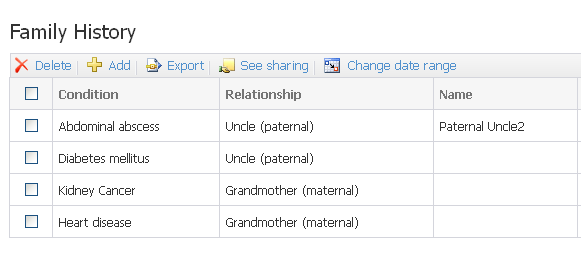 Family History
Delete Add Export See sharing Change date range
Condition Relationship Name
Abdominal abscess Uncle (paternal) Paternal Uncle2
Diabetes mellitus Uncle (paternal)
Kidney Cancer Grandmother (maternal)
Heart disease Grandmother (maternal)